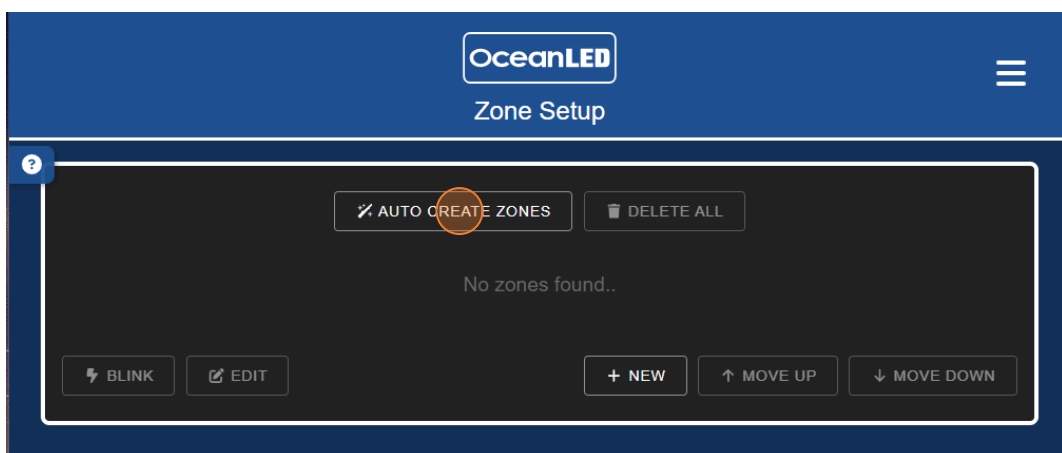 OceanLED
Zone Setup
?
AUTO CREATE ZONES
DELETE ALL
No zones found..
BLINK
EDIT
+ NEW
↑ MOVE UP
↓ MOVE DOWN